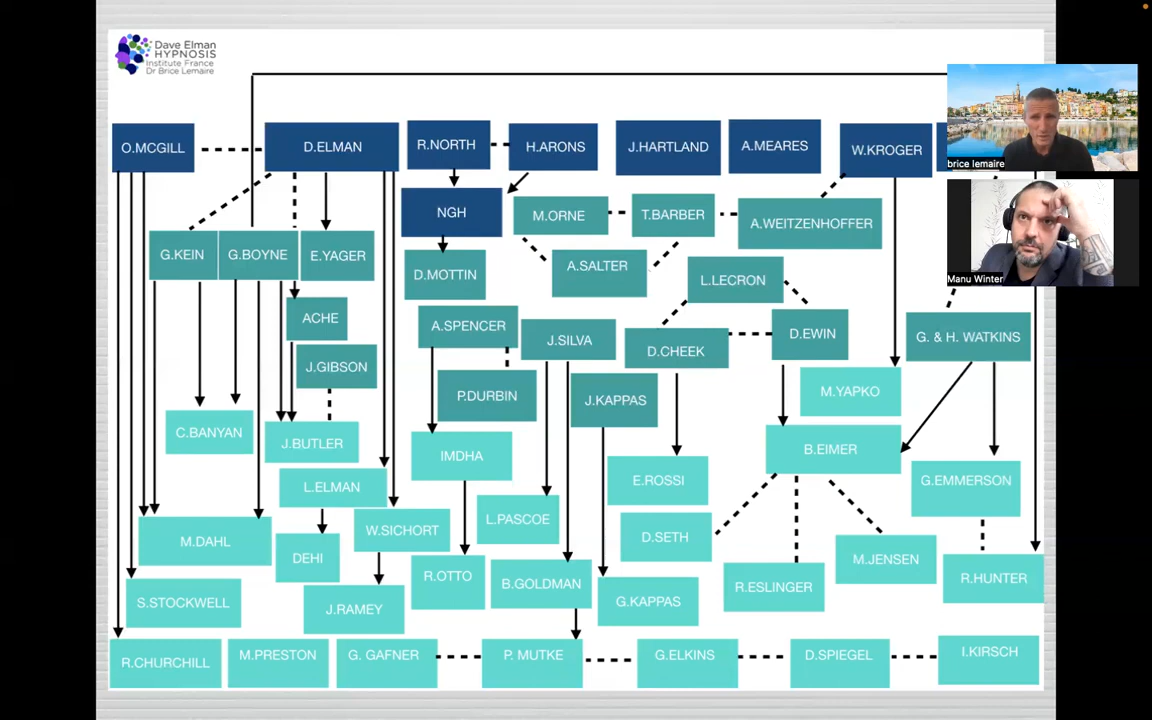 Dave Elman
HYPNOSIS
Institute France
Dr Brice Lemaire
brice lemaire
Manu Winter
O.MCGILL
D.ELMAN
R.NORTH
H.ARONS
J.HARTLAND
A.MEARES
W.KROGER
NGH
M.ORNE
T.BARBER
A.WEITZENHOFFER
G.KEIN
G.BOYNE
E.YAGER
D.MOTTIN
A.SALTER
L.LECRON
ACHE
A.SPENCER
J.SILVA
D.CHEEK
D.EWIN
G. & H. WATKINS
J.GIBSON
P.DURBIN
J.KAPPAS
M.YAPKO
C.BANYAN
J.BUTLER
IMDHA
B.EIMER
L.ELMAN
E.ROSSI
G.EMMERSON
M.DAHL
DEHI
W.SICHORT
L.PASCOE
D.SETH
M.JENSEN
S.STOCKWELL
J.RAMEY
R.OTTO
B.GOLDMAN
G.KAPPAS
R.ESLINGER
R.HUNTER
R.CHURCHILL
M.PRESTON
G. GAFNER
P. MUTKE
G.ELKINS
D.SPIEGEL
I.KIRSCH